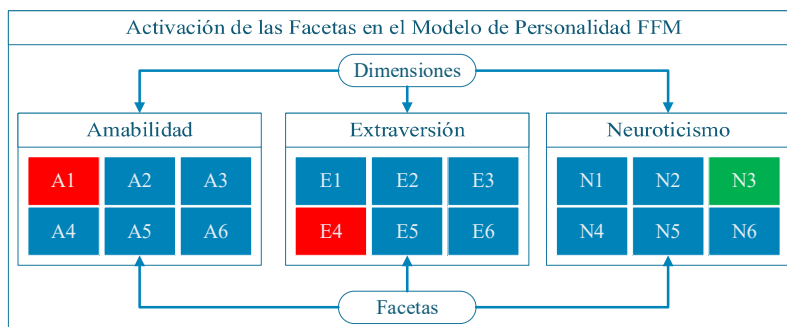 Activación de las Facetas en el Modelo de Personalidad FFM
Dimensiones
Amabilidad
A1 A2 A3
A4 A5 A6
Extraversión
E1 E2 E3
E4 E5 E6
Neuroticismo
N1 N2 N3
N4 N5 N6
Facetas